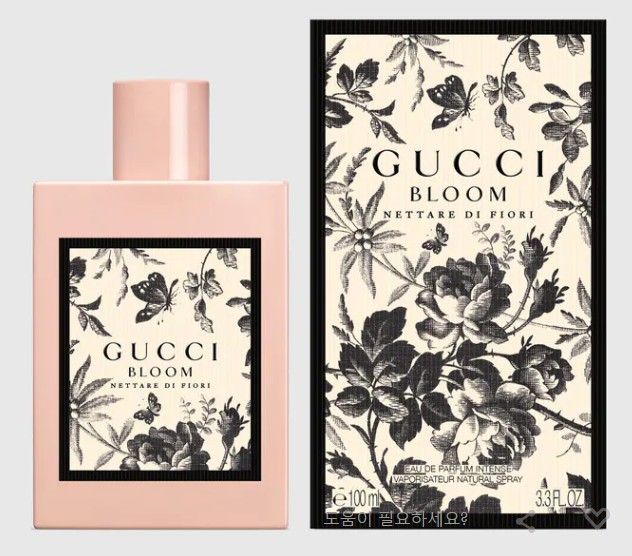 GUCCI
BLOOM
NETTARE DI FIORI
GUCCI
BLOOM
NETTARE DI FIORI
EAU DE PARFUM INTENSE
VAPORISATEUR NATURAL SPRAY
℮100 ml
3.3 FL.OZ.
도움이 필요하세요?